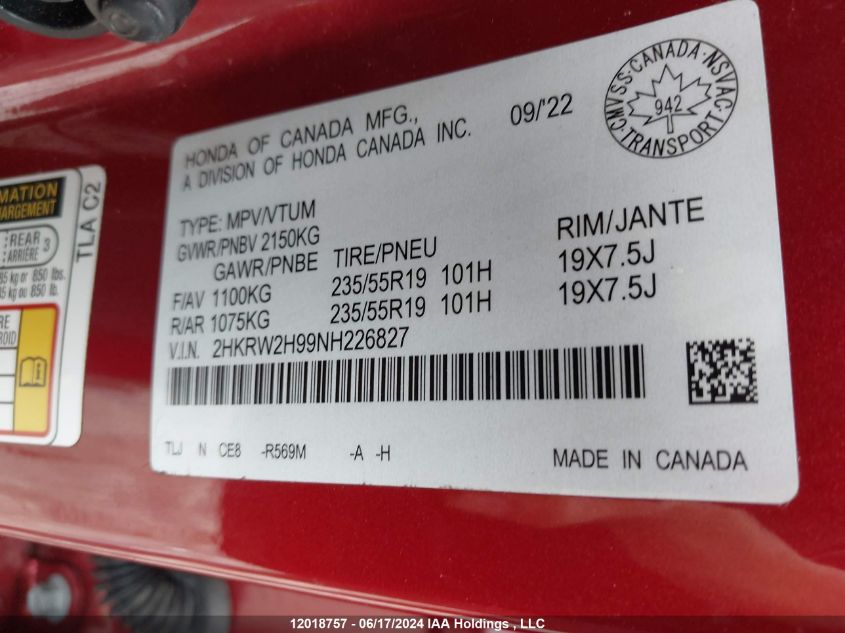 HONDA OF CANADA MFG.,
A DIVISION OF HONDA CANADA INC.
09/'22
CMVSS · CANADA · NSVAC · TRANSPORT ·
942
TYPE: MPV/VTUM
GVWR/PNBV 2150KG
GAWR/PNBE TIRE/PNEU RIM/JANTE
F/AV 1100KG 235/55R19 101H 19X7.5J
R/AR 1075KG 235/55R19 101H 19X7.5J
V.I.N. 2HKRW2H99NH226827
TLJ N CE8 -R569M -A -H
MADE IN CANADA
TLA C2
REAR
ARRIÈRE 3
or 850 lbs.
ou 850 lb.
12018757 - 06/17/2024 IAA Holdings , LLC